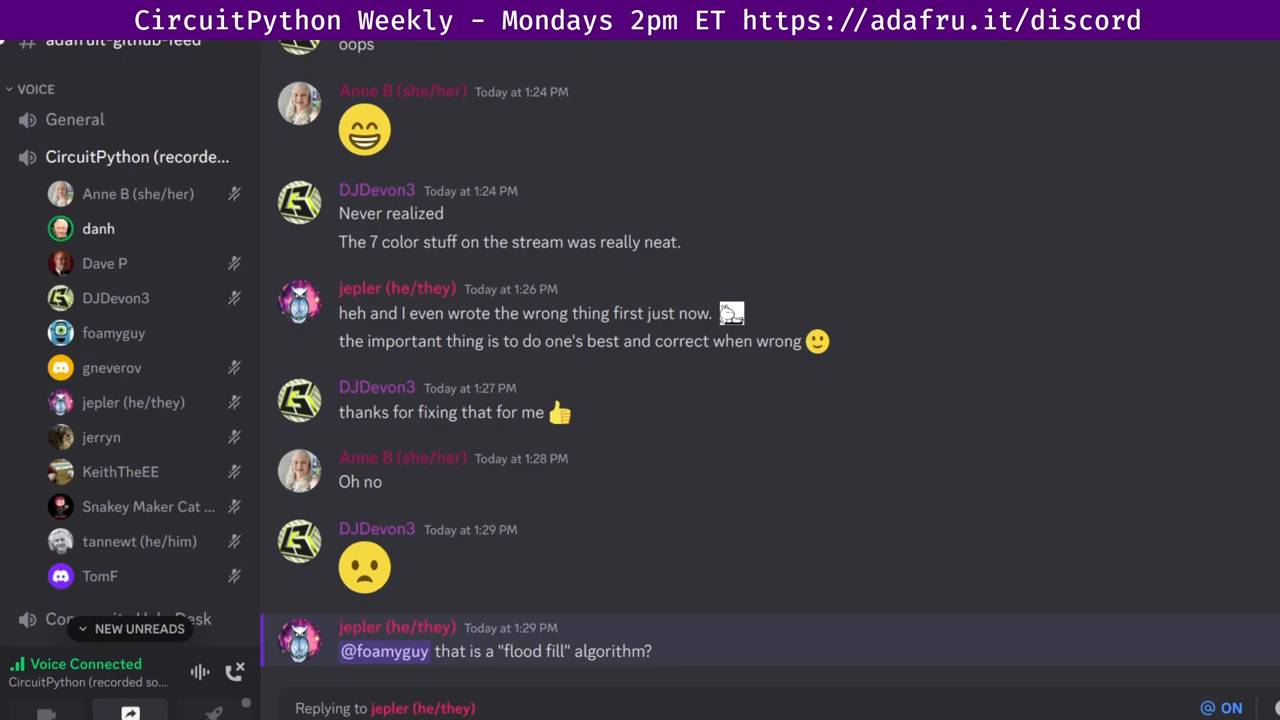 CircuitPython Weekly - Mondays 2pm ET https://adafru.it/discord
# adafruit-github-feed
VOICE
General
CircuitPython (recorde...
Anne B (she/her)
danh
Dave P
DJDevon3
foamyguy
gneverov
jepler (he/they)
jerryn
KeithTheEE
Snakey Maker Cat ...
tannewt (he/him)
TomF
NEW UNREADS
Voice Connected
CircuitPython (recorded so...
oops
Anne B (she/her) Today at 1:24 PM
DJDevon3 Today at 1:24 PM
Never realized
The 7 color stuff on the stream was really neat.
jepler (he/they) Today at 1:26 PM
heh and I even wrote the wrong thing first just now.
the important thing is to do one's best and correct when wrong
DJDevon3 Today at 1:27 PM
thanks for fixing that for me
Anne B (she/her) Today at 1:28 PM
Oh no
DJDevon3 Today at 1:29 PM
jepler (he/they) Today at 1:29 PM
@foamyguy that is a "flood fill" algorithm?
Replying to jepler (he/they)
@ ON